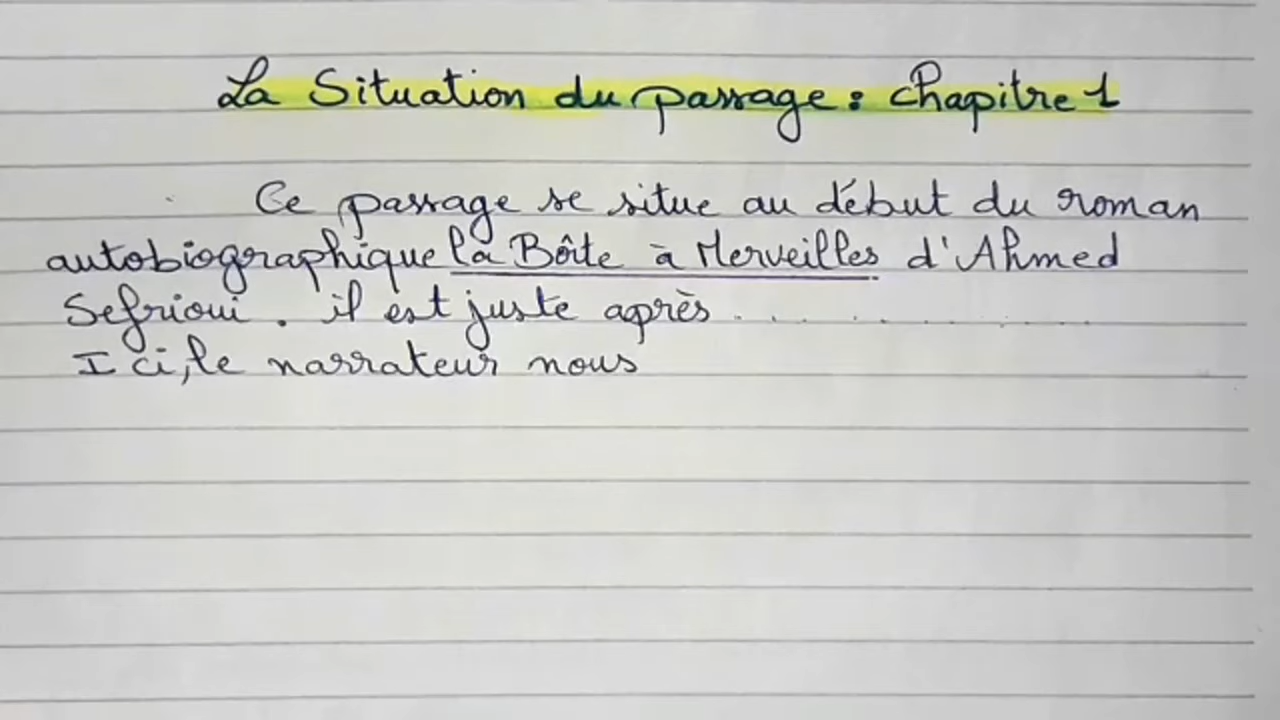 La Situation du passage : chapitre 1
Ce passage se situe au début du roman
autobiographique la Boîte à Merveilles d'Ahmed
Sefrioui . il est juste après . . . . . . . . . . . .
Ici, le narrateur nous